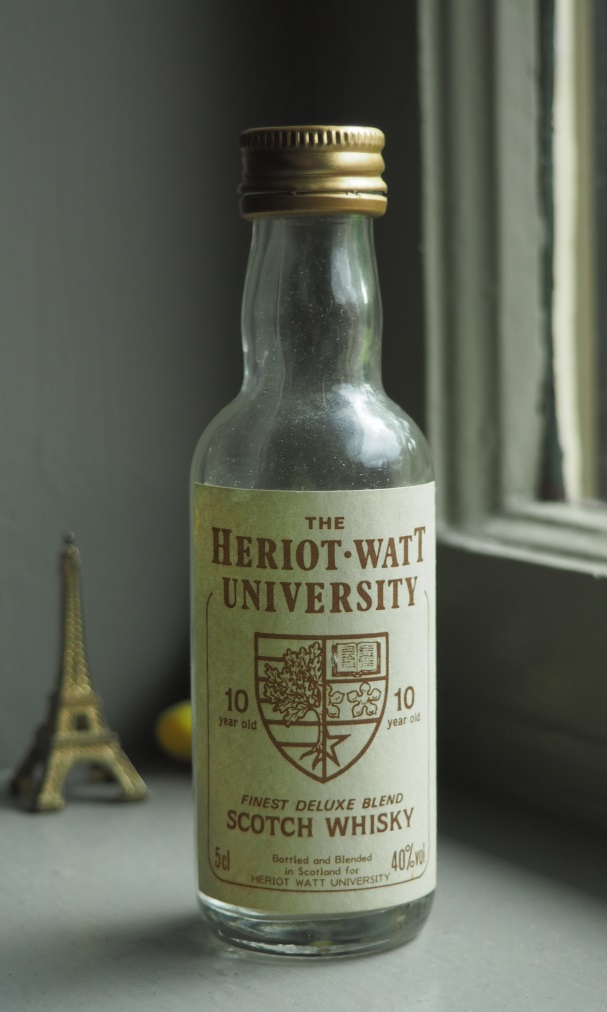 THE
HERIOT·WATT
UNIVERSITY
10 10
year old year old
FINEST DELUXE BLEND
SCOTCH WHISKY
5cl 40%vol
Bottled and Blended
in Scotland for
HERIOT WATT UNIVERSITY